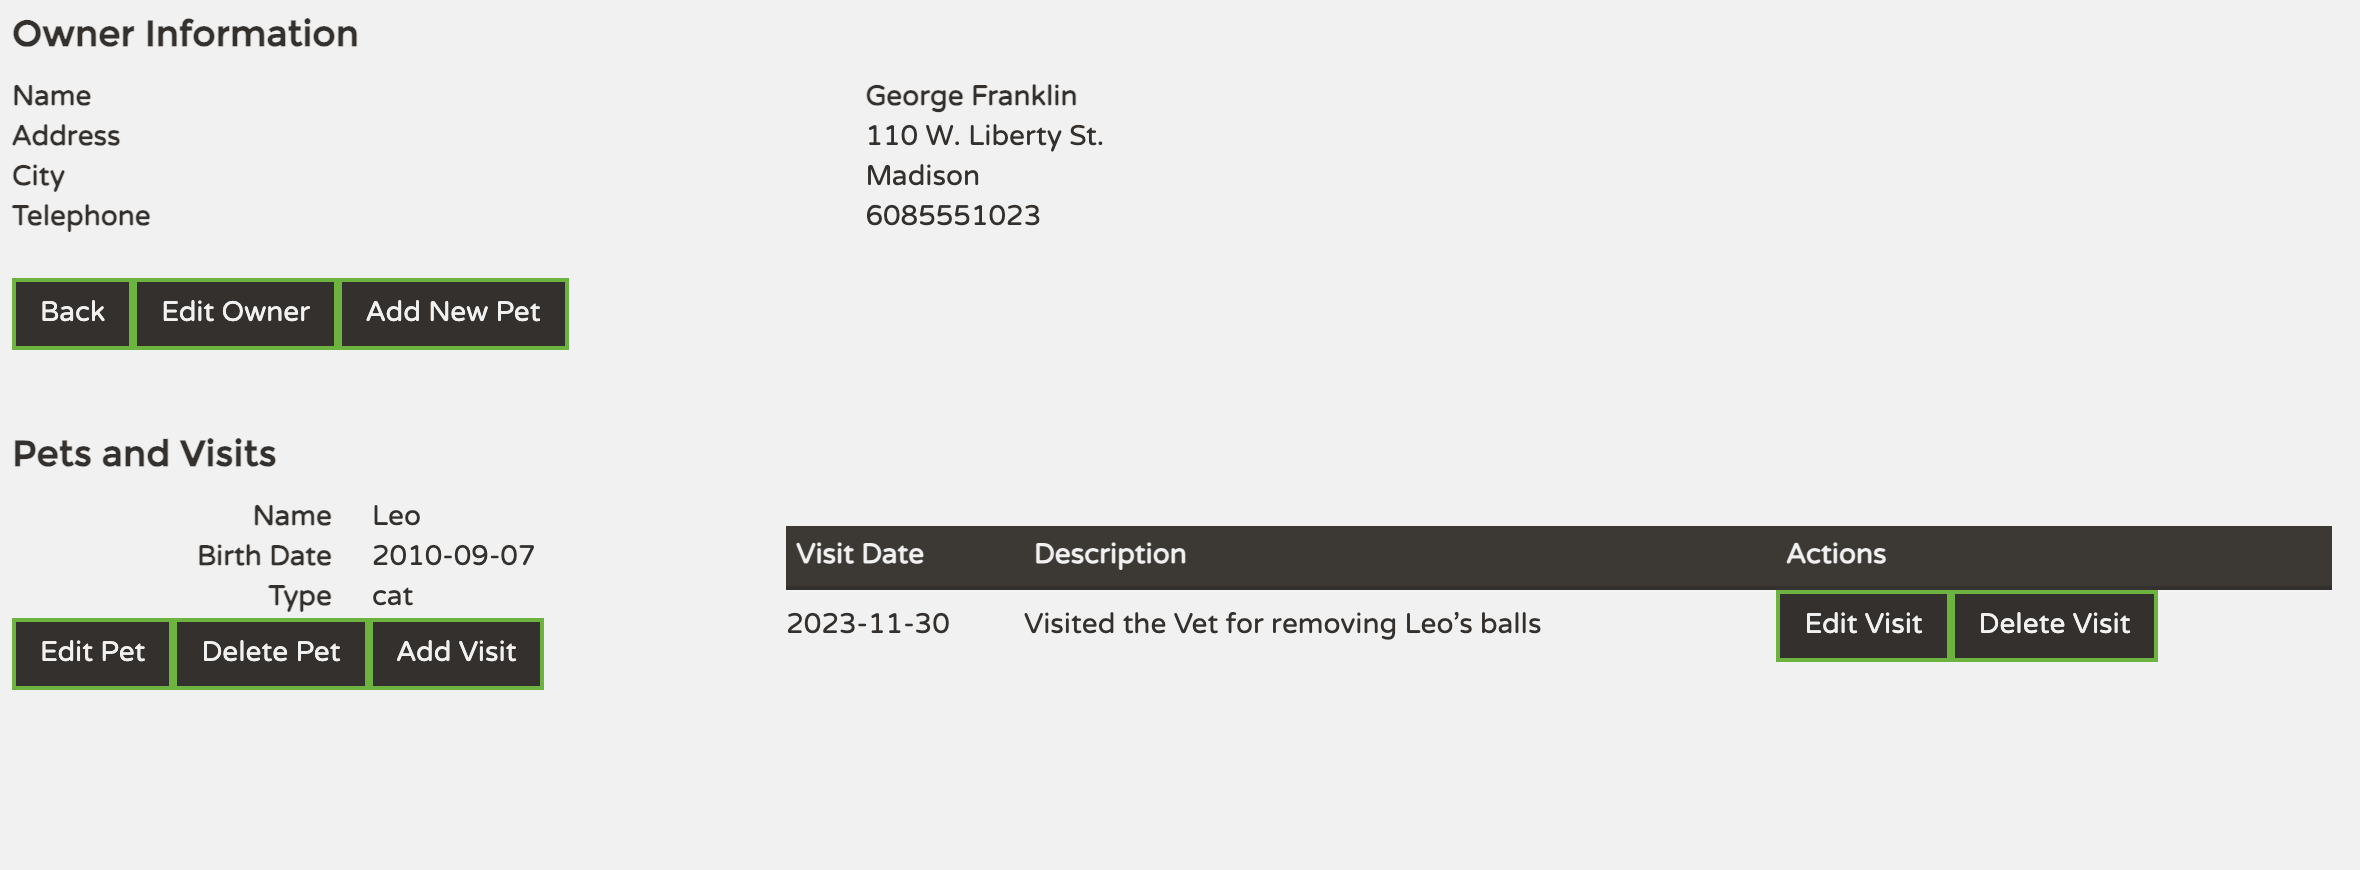 Owner Information
Name George Franklin
Address 110 W. Liberty St.
City Madison
Telephone 6085551023
Back Edit Owner Add New Pet
Pets and Visits
Name Leo
Birth Date 2010-09-07
Type cat
Edit Pet Delete Pet Add Visit
Visit Date Description Actions
2023-11-30 Visited the Vet for removing Leo’s balls Edit Visit Delete Visit